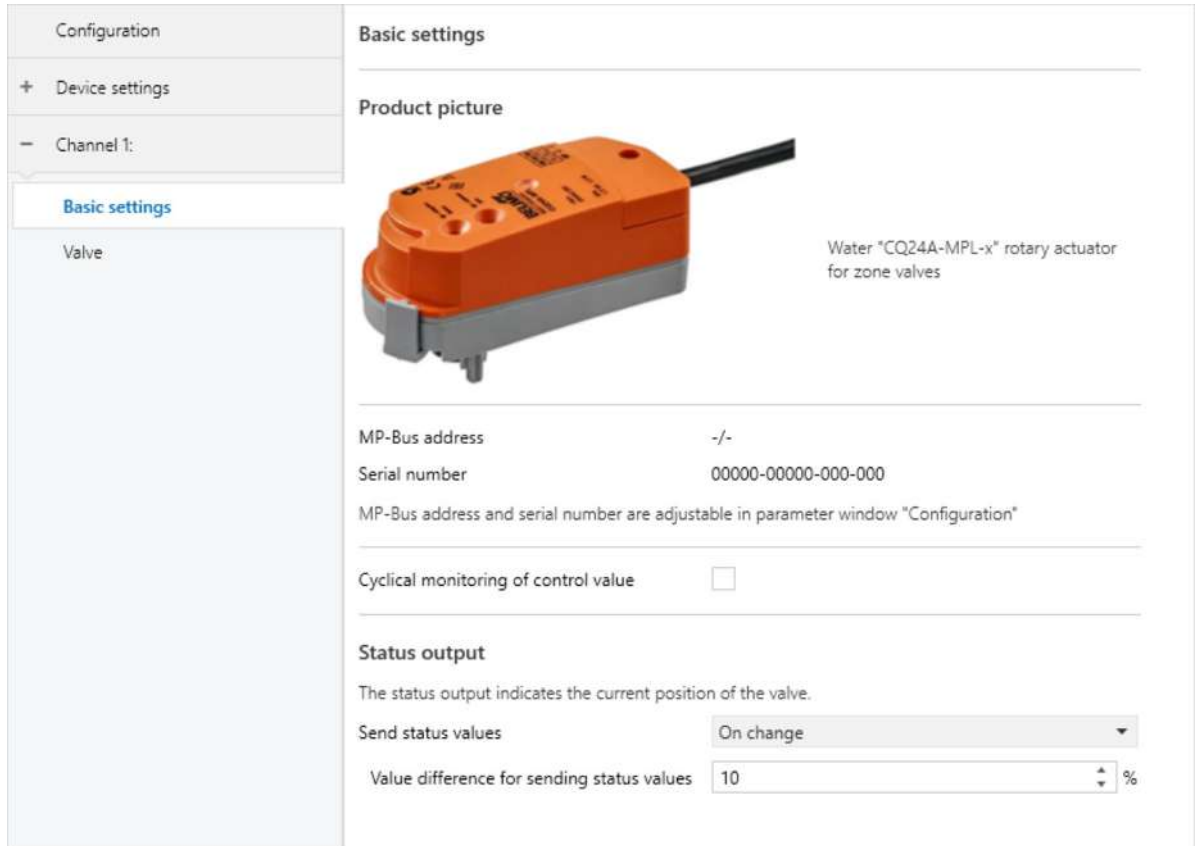 Configuration
+ Device settings
− Channel 1:
Basic settings
Valve
Basic settings
Product picture
BELIMO
Water "CQ24A-MPL-x" rotary actuator
for zone valves
MP-Bus address -/-
Serial number 00000-00000-000-000
MP-Bus address and serial number are adjustable in parameter window "Configuration"
Cyclical monitoring of control value
Status output
The status output indicates the current position of the valve.
Send status values On change
Value difference for sending status values 10 %